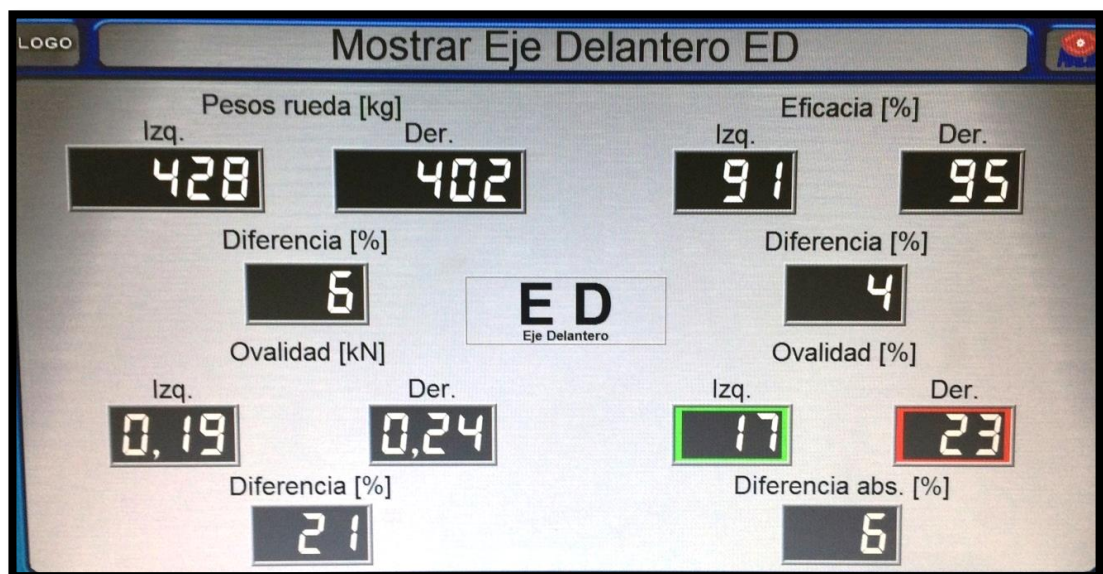 LOGO
Mostrar Eje Delantero ED
Pesos rueda [kg]
Eficacia [%]
Izq.
Der.
Izq.
Der.
428
402
91
95
Diferencia [%]
Diferencia [%]
6
4
E D
Eje Delantero
Ovalidad [kN]
Ovalidad [%]
Izq.
Der.
Izq.
Der.
0,19
0,24
17
23
Diferencia [%]
Diferencia abs. [%]
21
6